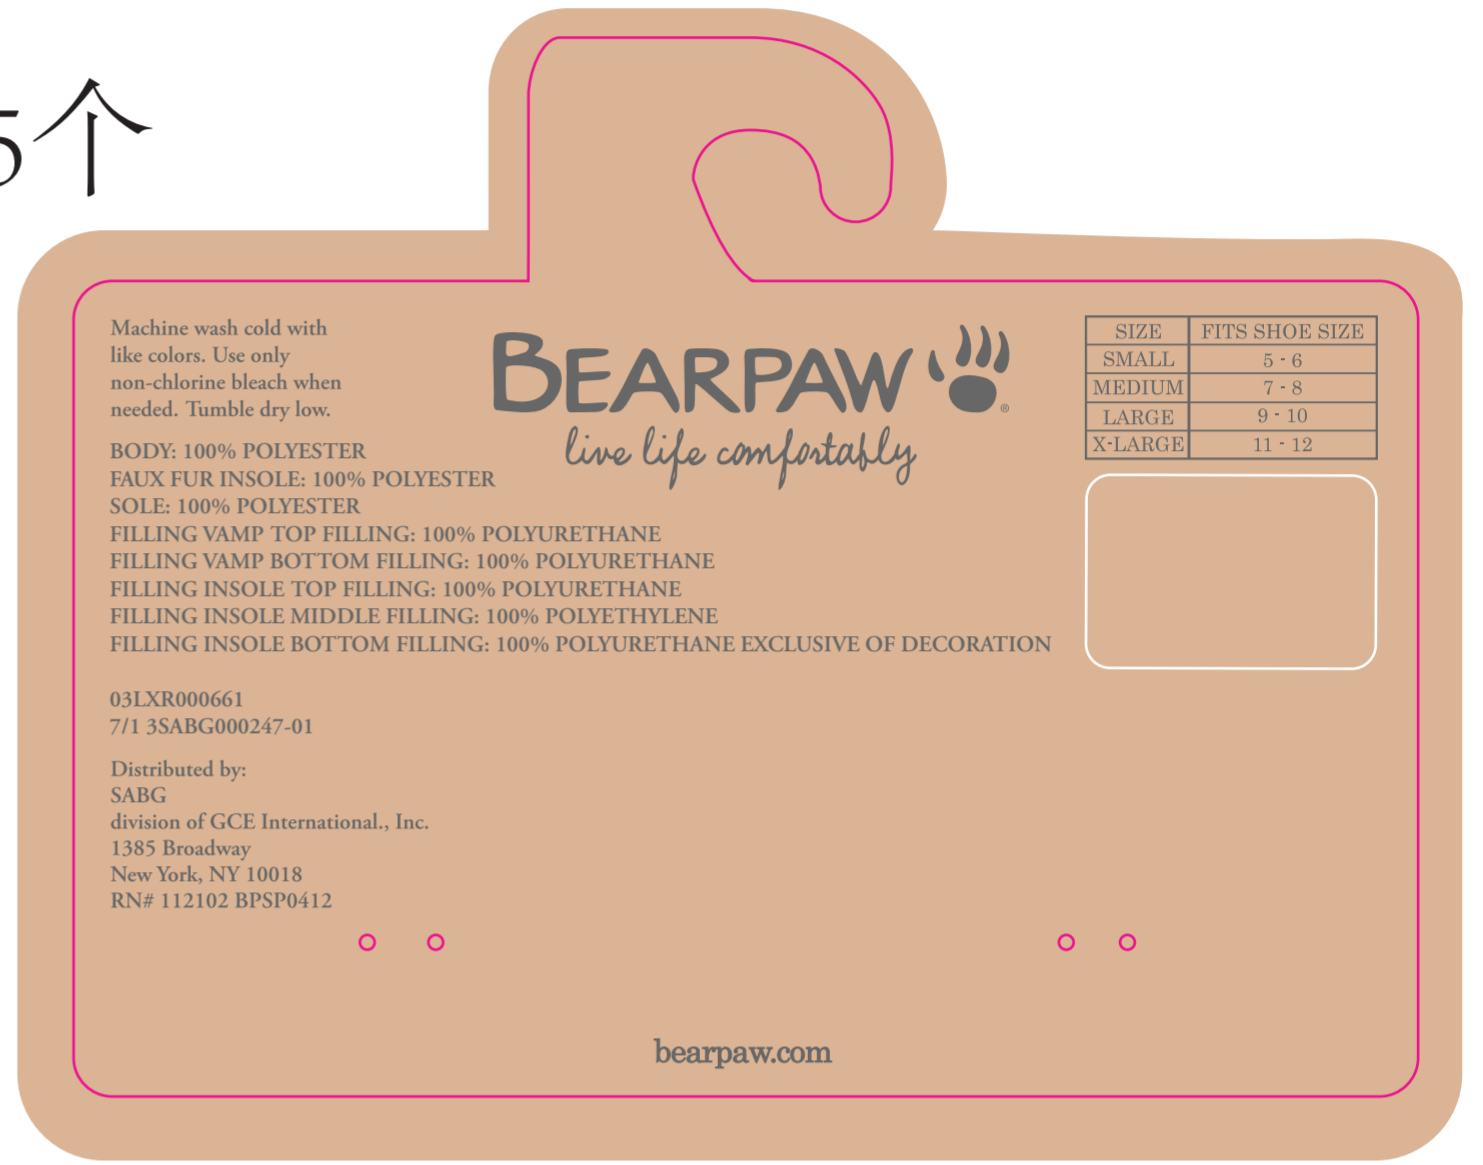 5个
Machine wash cold with
like colors. Use only
non-chlorine bleach when
needed. Tumble dry low.
BODY: 100% POLYESTER
FAUX FUR INSOLE: 100% POLYESTER
SOLE: 100% POLYESTER
FILLING VAMP TOP FILLING: 100% POLYURETHANE
FILLING VAMP BOTTOM FILLING: 100% POLYURETHANE
FILLING INSOLE TOP FILLING: 100% POLYURETHANE
FILLING INSOLE MIDDLE FILLING: 100% POLYETHYLENE
FILLING INSOLE BOTTOM FILLING: 100% POLYURETHANE EXCLUSIVE OF DECORATION
03LXR000661
7/1 3SABG000247-01
Distributed by:
SABG
division of GCE International., Inc.
1385 Broadway
New York, NY 10018
RN# 112102 BPSP0412
BEARPAW®
live life comfortably
SIZE FITS SHOE SIZE
SMALL 5 - 6
MEDIUM 7 - 8
LARGE 9 - 10
X-LARGE 11 - 12
bearpaw.com